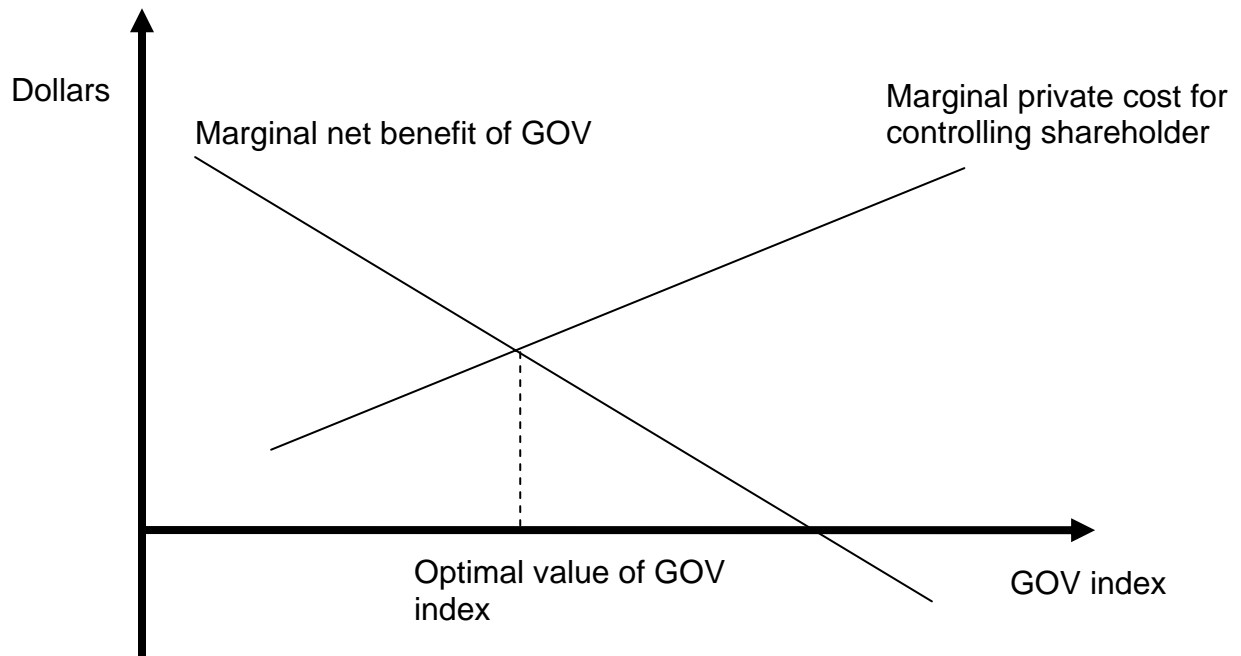 Dollars
Marginal net benefit of GOV
Marginal private cost for
controlling shareholder
Optimal value of GOV
index
GOV index